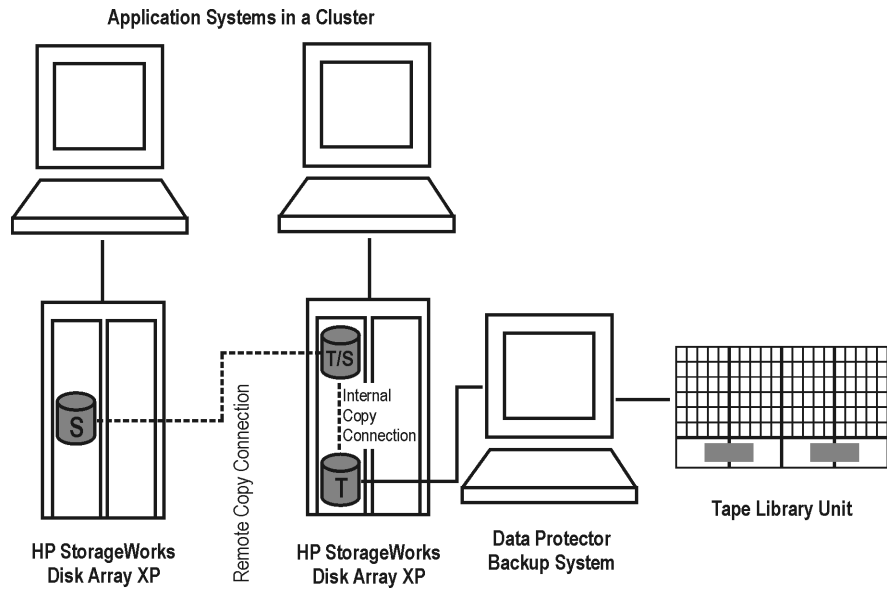 Application Systems in a Cluster
S
T/S
Internal
Copy
Connection
T
Remote Copy Connection
HP StorageWorks
Disk Array XP
HP StorageWorks
Disk Array XP
Data Protector
Backup System
Tape Library Unit